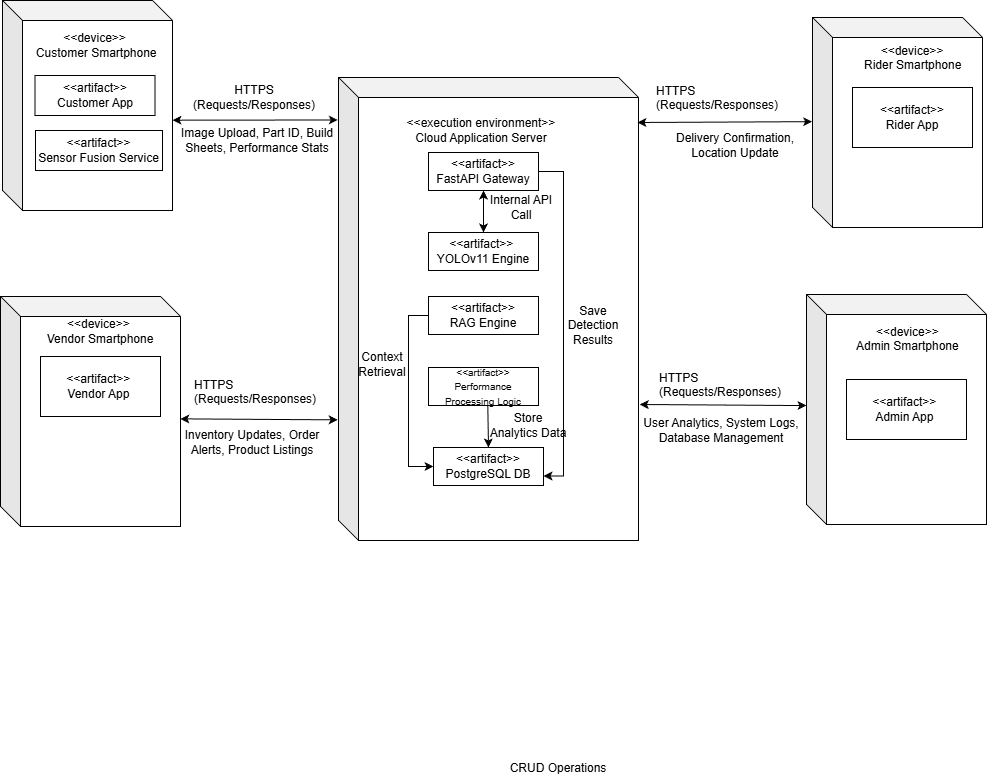 <<device>>
Customer Smartphone
<<artifact>>
Customer App
<<artifact>>
Sensor Fusion Service
HTTPS
(Requests/Responses)
Image Upload, Part ID, Build
Sheets, Performance Stats
<<execution environment>>
Cloud Application Server
<<artifact>>
FastAPI Gateway
Internal API
Call
<<artifact>>
YOLOv11 Engine
<<artifact>>
RAG Engine
Context
Retrieval
Save
Detection
Results
<<artifact>>
Performance
Processing Logic
Store
Analytics Data
<<artifact>>
PostgreSQL DB
HTTPS
(Requests/Responses)
Delivery Confirmation,
Location Update
<<device>>
Rider Smartphone
<<artifact>>
Rider App
<<device>>
Vendor Smartphone
<<artifact>>
Vendor App
HTTPS
(Requests/Responses)
Inventory Updates, Order
Alerts, Product Listings
HTTPS
(Requests/Responses)
User Analytics, System Logs,
Database Management
<<device>>
Admin Smartphone
<<artifact>>
Admin App
CRUD Operations